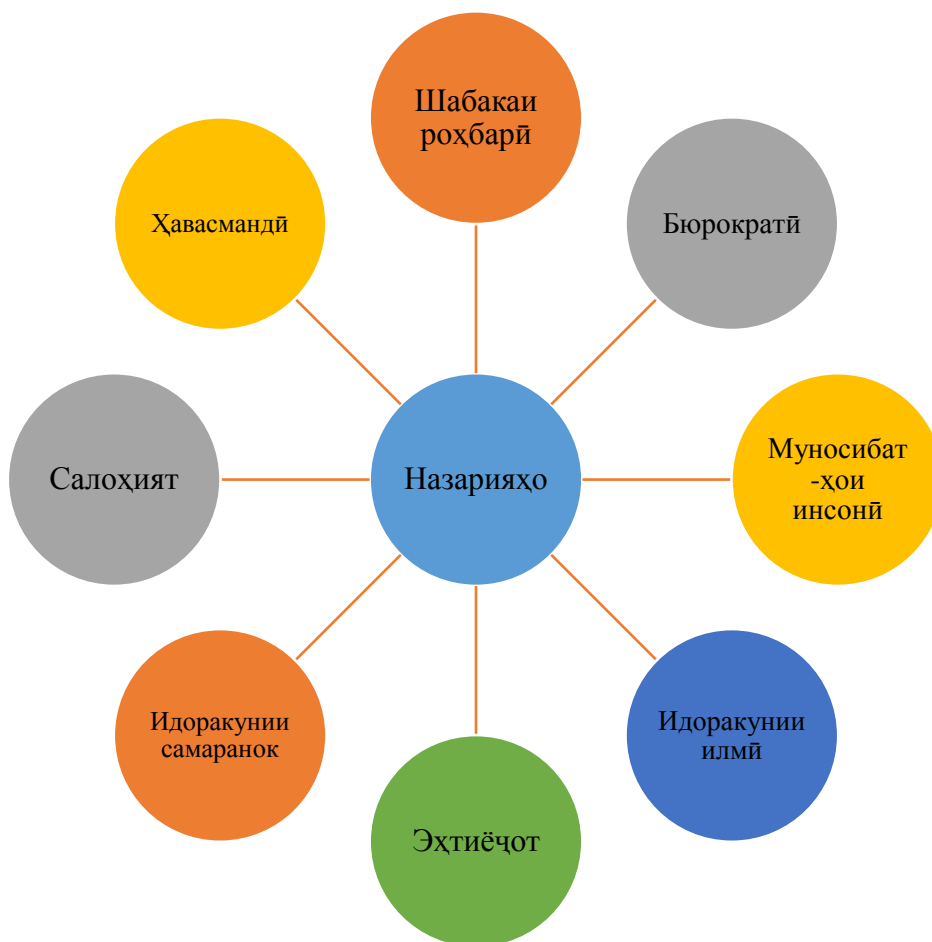 Шабакаи
роҳбарӣ
Ҳавасмандӣ
Бюрократӣ
Салоҳият
Назарияҳо
Муносибат
-ҳои
инсонӣ
Идоракунии
самаранок
Идоракунии
илмӣ
Эҳтиёҷот